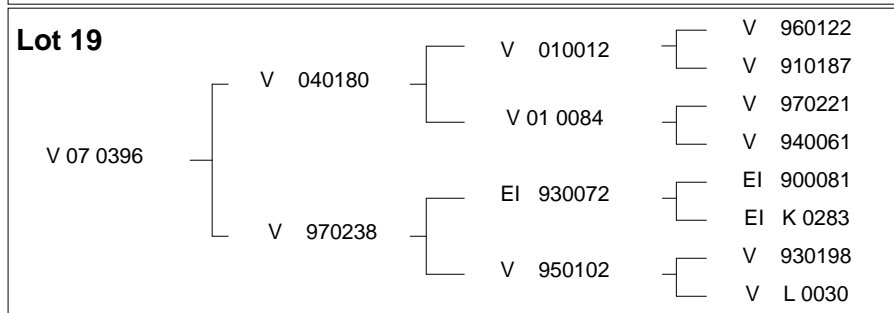 Lot 19
V 07 0396
V 040180
V 970238
V 010012
V 01 0084
EI 930072
V 950102
V 960122
V 910187
V 970221
V 940061
EI 900081
EI K 0283
V 930198
V L 0030